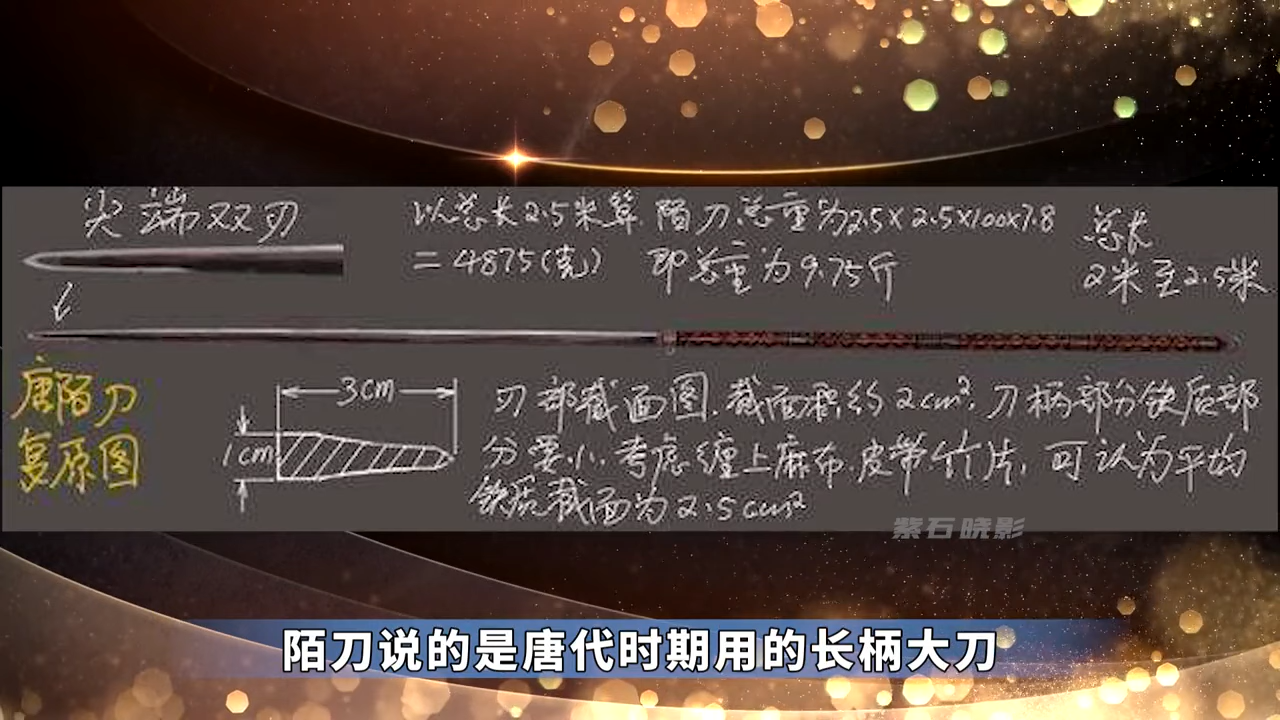 尖端双刃
以总长2.5米算 陌刀总重为2.5×2.5×100×7.8
=4875(克) 即总重为9.75斤
总长
2米至2.5米
唐陌刀
复原图
3cm
1cm
刃部截面图.截面积约2cm².刀柄部分铁质部
分要小.考虑缠上麻布.皮带竹片.可认为平均
铁质截面为2.5cm²
紫石晓影
陌刀说的是唐代时期用的长柄大刀